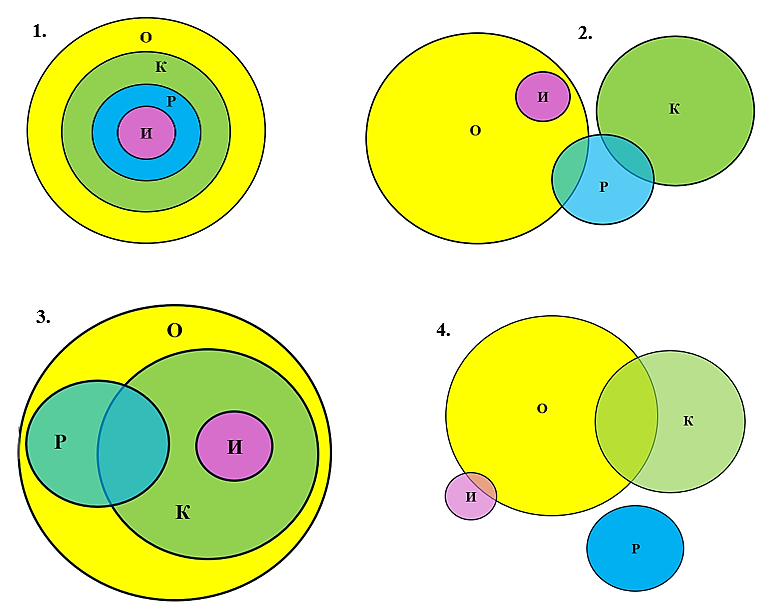 1.
О
К
Р
И
2.
О
И
К
Р
3.
О
Р
И
К
4.
О
К
И
Р